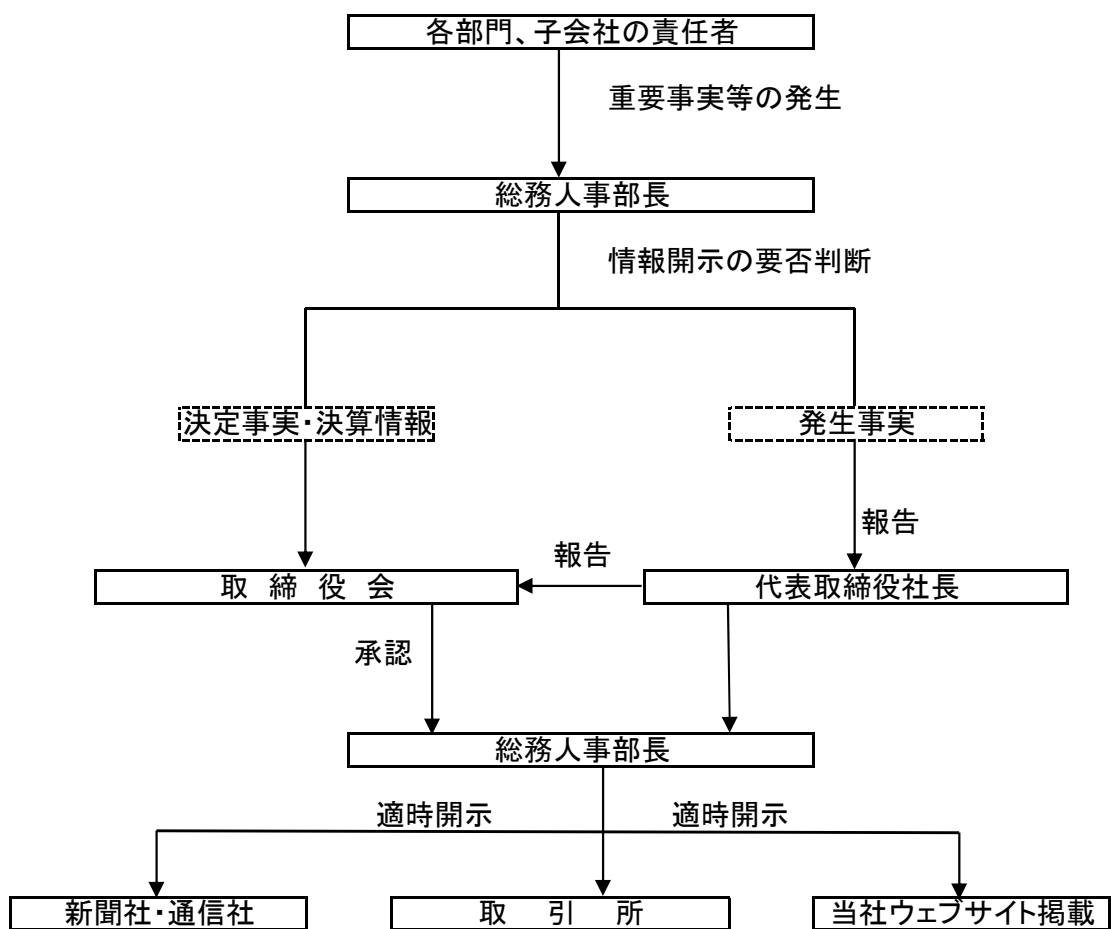 各部門、子会社の責任者
重要事実等の発生
総務人事部長
情報開示の要否判断
決定事実・決算情報
発生事実
報告
報告
取 締 役 会
代表取締役社長
承認
総務人事部長
適時開示
適時開示
新聞社・通信社
取 引 所
当社ウェブサイト掲載